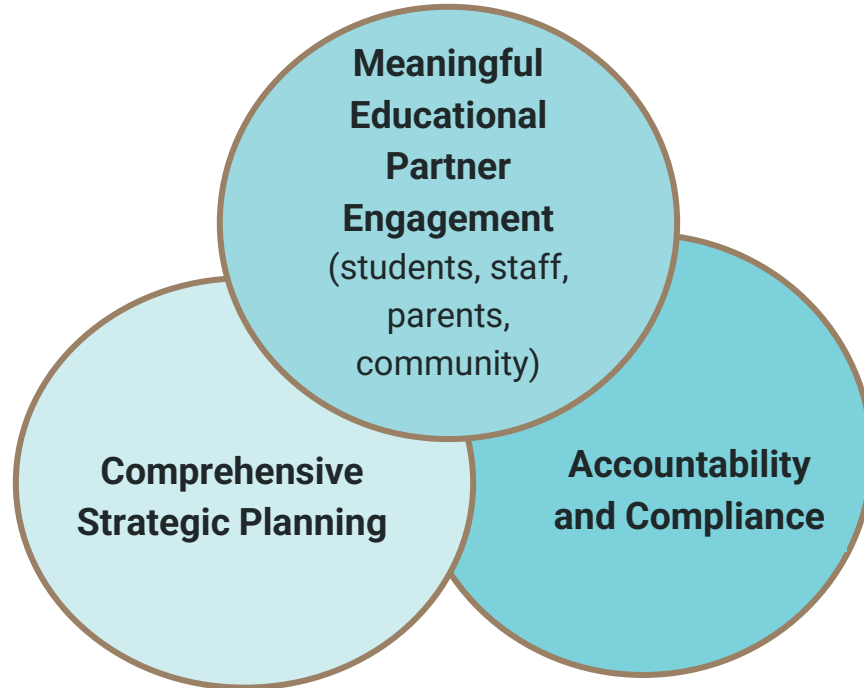 Meaningful
Educational
Partner
Engagement
(students, staff,
parents,
community)
Comprehensive
Strategic Planning
Accountability
and Compliance